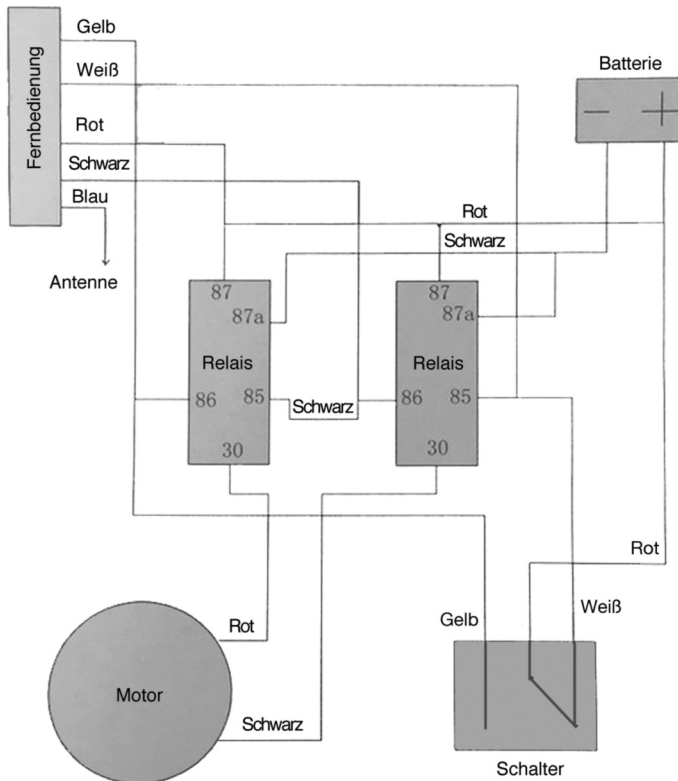 Gelb
Fernbedienung
Weiß
Batterie
Rot
Schwarz
Blau
Rot
Schwarz
Antenne
87
87
87a
87a
Relais
Relais
86
85
Schwarz
86
85
30
30
Rot
Gelb
Weiß
Rot
Motor
Schwarz
Schalter